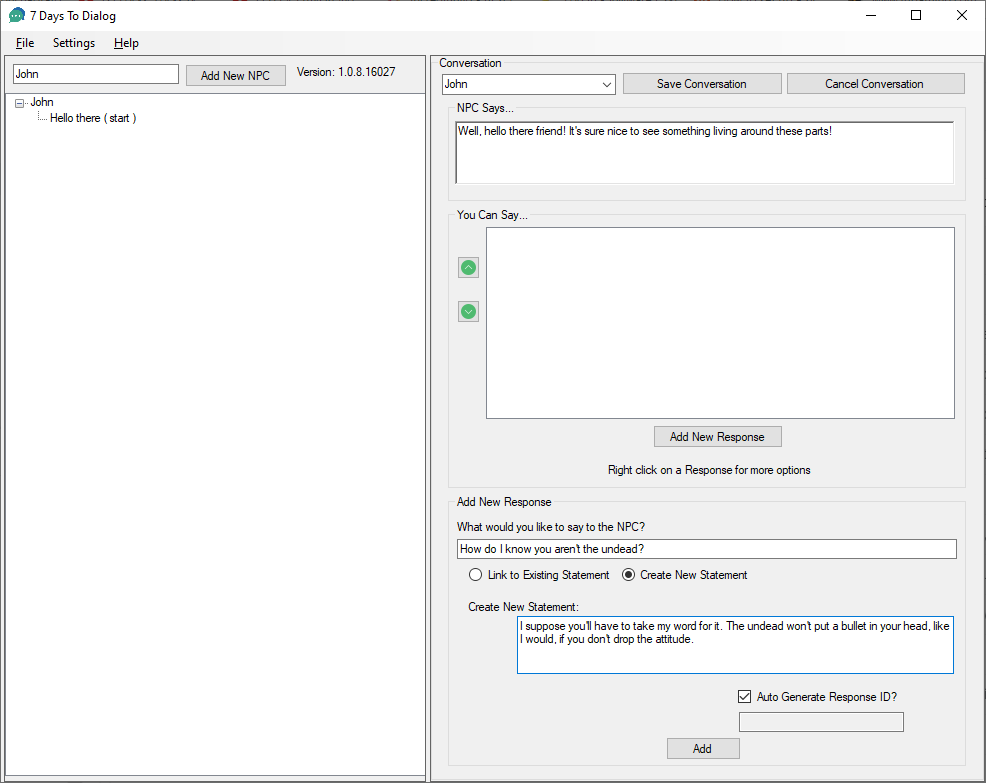 7 Days To Dialog
File Settings Help
John
Add New NPC
Version: 1.0.8.16027
John
Hello there ( start )
Conversation
John
Save Conversation
Cancel Conversation
NPC Says...
Well, hello there friend! It's sure nice to see something living around these parts!
You Can Say...
Add New Response
Right click on a Response for more options
Add New Response
What would you like to say to the NPC?
How do I know you aren't the undead?
Link to Existing Statement
Create New Statement
Create New Statement:
I suppose you'll have to take my word for it. The undead won't put a bullet in your head, like
I would, if you don't drop the attitude.
Auto Generate Response ID?
Add